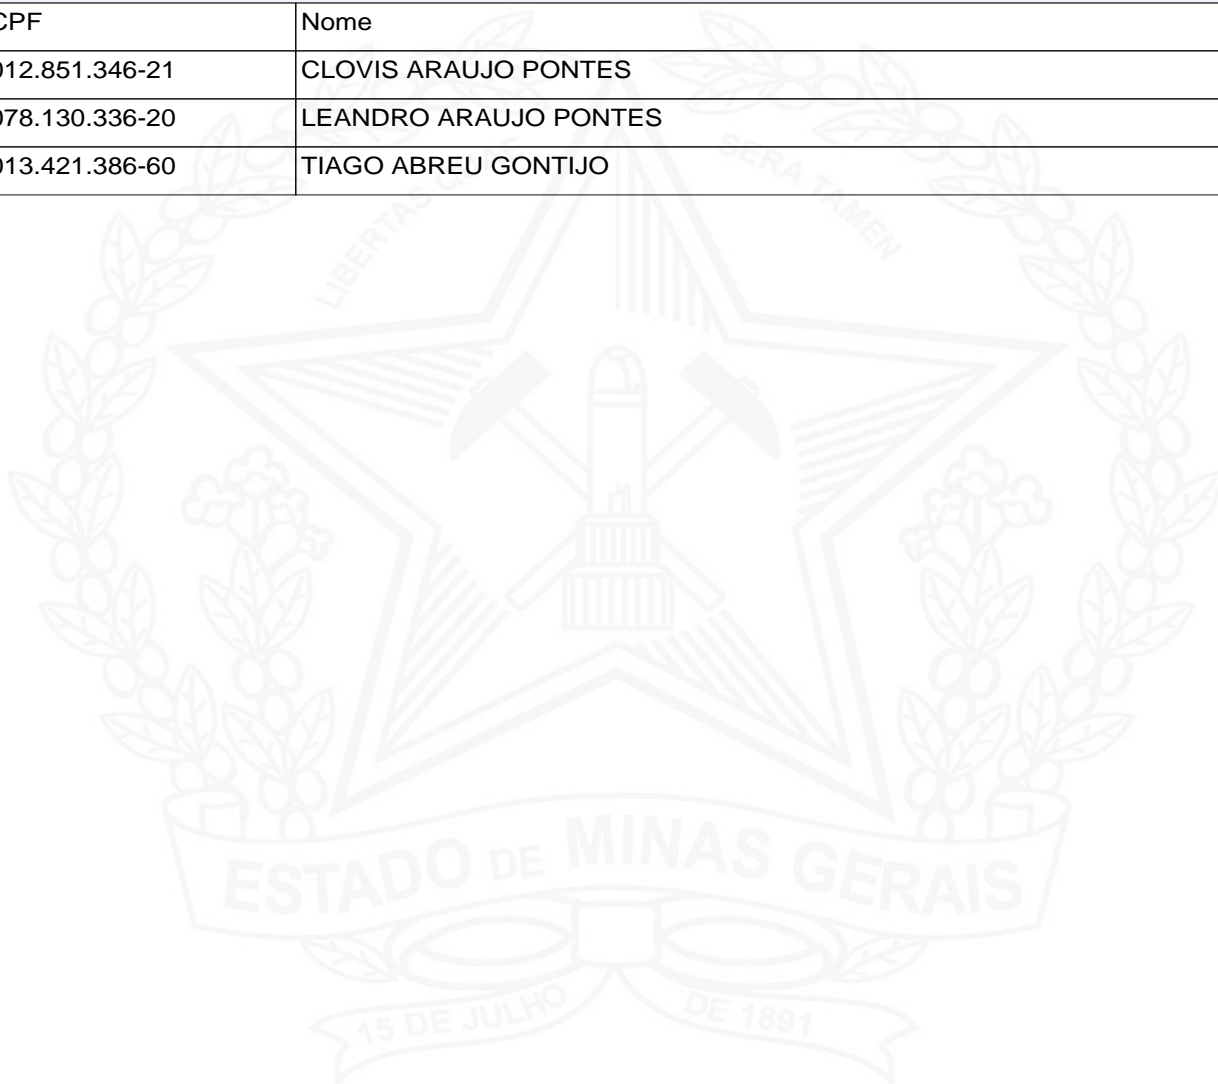 CPF Nome
012.851.346-21 CLOVIS ARAUJO PONTES
078.130.336-20 LEANDRO ARAUJO PONTES
013.421.386-60 TIAGO ABREU GONTIJO
LIBERTAS QUE SERA TAMEN
ESTADO DE MINAS GERAIS
15 DE JULHO DE 1891